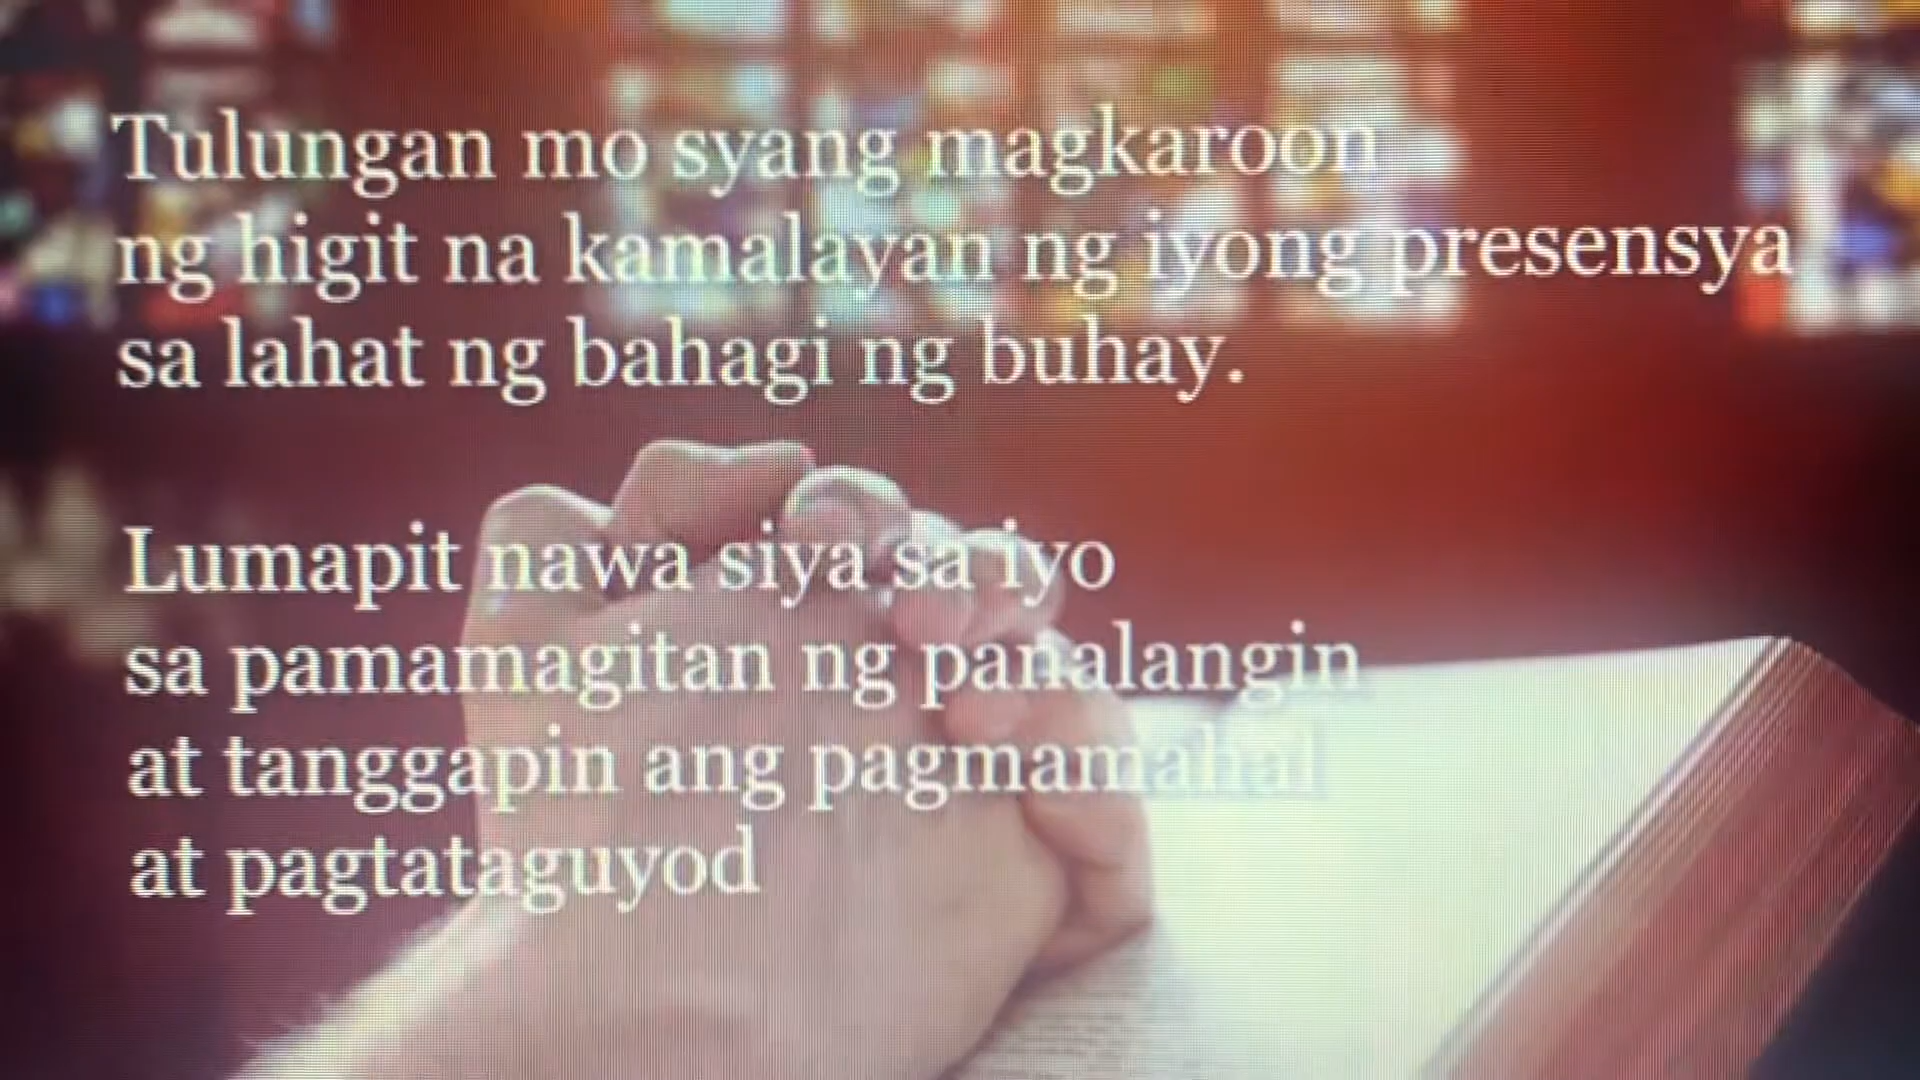 Tulungan mo syang magkaroon
ng higit na kamalayan ng iyong presensya
sa lahat ng bahagi ng buhay.
Lumapit nawa siya sa iyo
sa pamamagitan ng panalangin
at tanggapin ang pagmamahal
at pagtataguyod